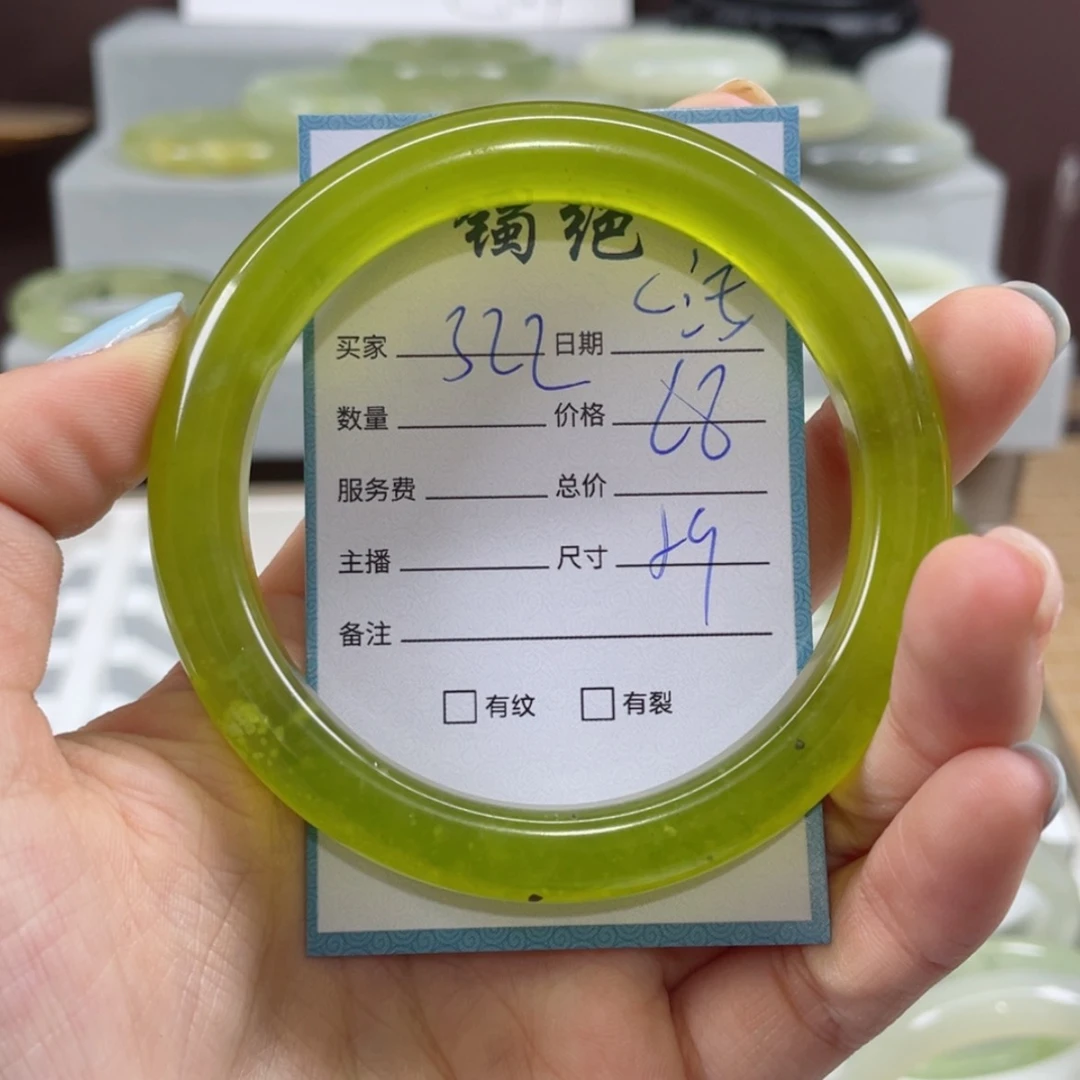 镯绝
买家 322 日期
数量 价格 68
服务费 总价
主播 尺寸
备注
有纹 有裂